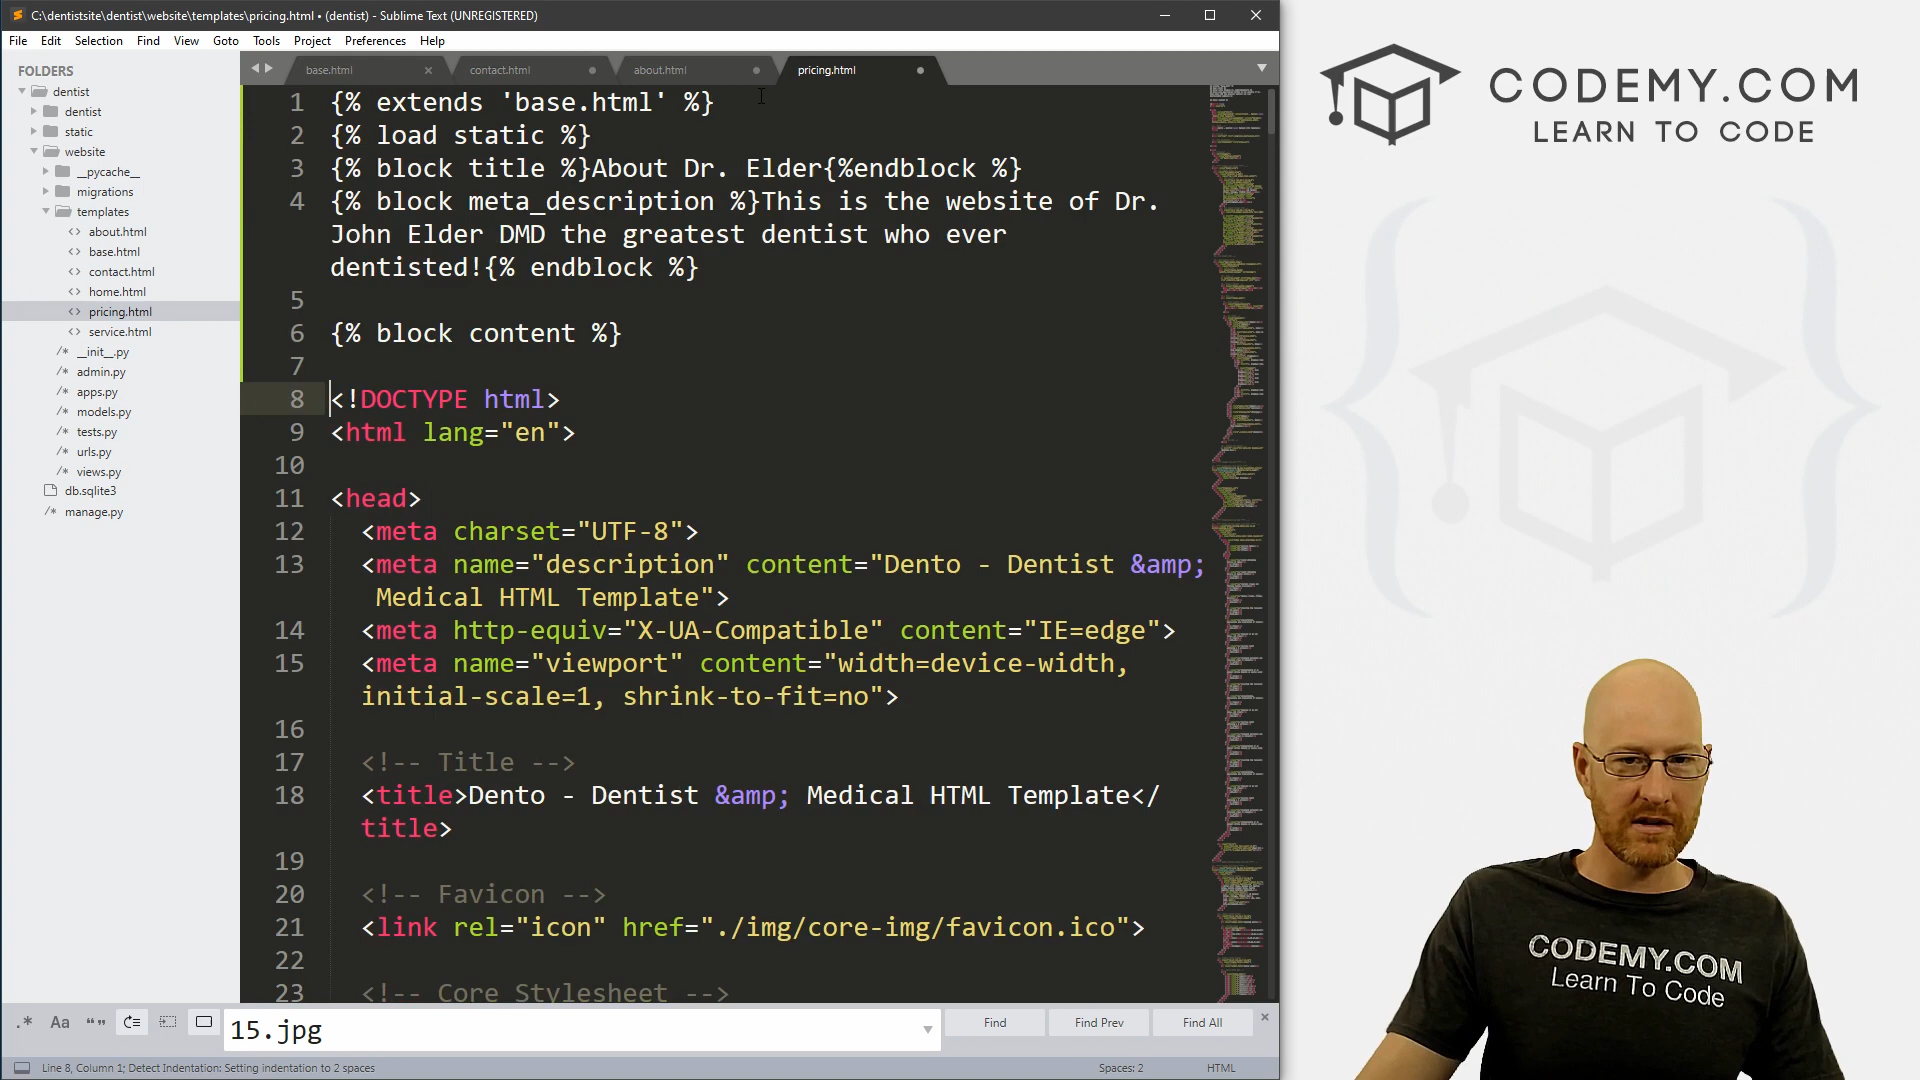 C:\dentistsite\dentist\website\templates\pricing.html • (dentist) - Sublime Text (UNREGISTERED)
File Edit Selection Find View Goto Tools Project Preferences Help
FOLDERS
dentist
dentist
static
website
__pycache__
migrations
templates
about.html
base.html
contact.html
home.html
pricing.html
service.html
__init__.py
admin.py
apps.py
models.py
tests.py
urls.py
views.py
db.sqlite3
manage.py
base.html contact.html about.html pricing.html
1 {% extends 'base.html' %}
2 {% load static %}
3 {% block title %}About Dr. Elder{%endblock %}
4 {% block meta_description %}This is the website of Dr.
John Elder DMD the greatest dentist who ever
dentisted!{% endblock %}
5
6 {% block content %}
7
8 <!DOCTYPE html>
9 <html lang="en">
10
11 <head>
12 <meta charset="UTF-8">
13 <meta name="description" content="Dento - Dentist &amp;
Medical HTML Template">
14 <meta http-equiv="X-UA-Compatible" content="IE=edge">
15 <meta name="viewport" content="width=device-width,
initial-scale=1, shrink-to-fit=no">
16
17 <!-- Title -->
18 <title>Dento - Dentist &amp; Medical HTML Template</
title>
19
20 <!-- Favicon -->
21 <link rel="icon" href="./img/core-img/favicon.ico">
22
23 <!-- Core Stylesheet -->
.* Aa “” 15.jpg Find Find Prev Find All
Line 8, Column 1; Detect Indentation: Setting indentation to 2 spaces Spaces: 2 HTML
CODEMY.COM
LEARN TO CODE
CODEMY.COM
Learn To Code